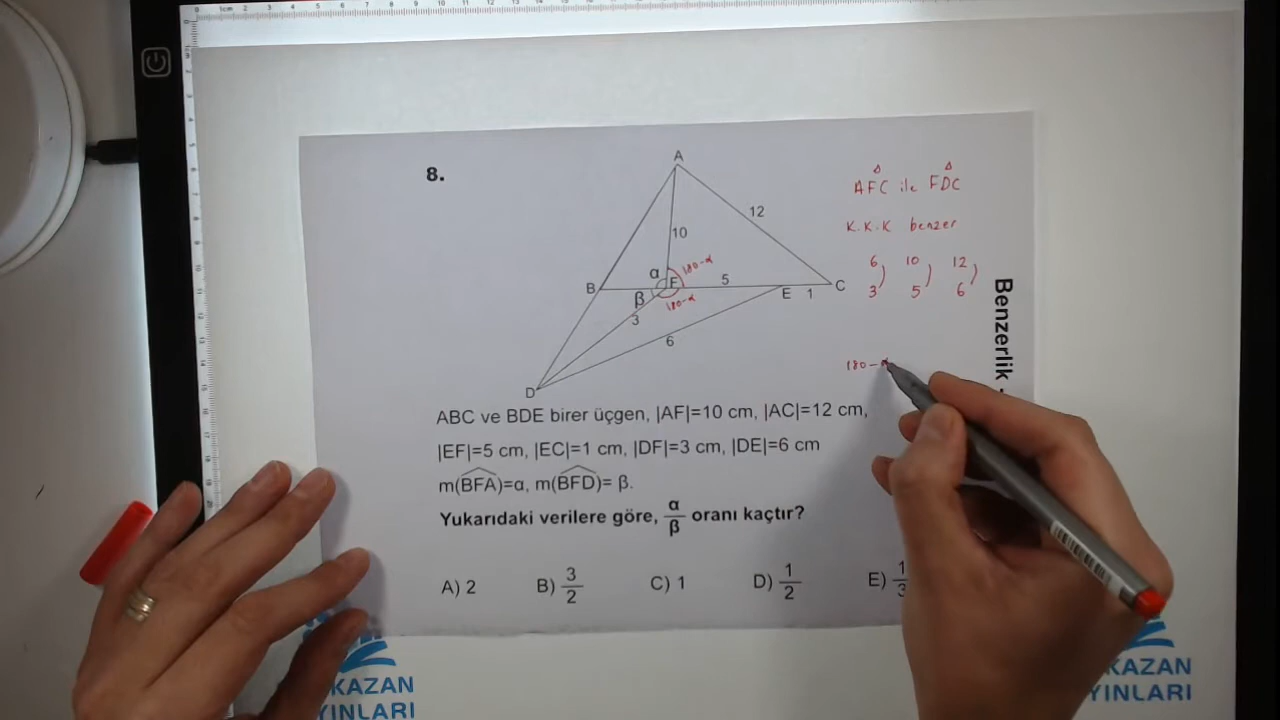 8.
A
12
10
α
180-α
B
F
5
E
1
C
β
180-α
3
6
D
AFC ile FDC
K.K.K benzer
6 10 12
3 5 6
180-α
Benzerlik -
ABC ve BDE birer üçgen, |AF|=10 cm, |AC|=12 cm,
|EF|=5 cm, |EC|=1 cm, |DF|=3 cm, |DE|=6 cm
m(BFA)=α, m(BFD)= β.
Yukarıdaki verilere göre, α/β oranı kaçtır?
A) 2 B) 3/2 C) 1 D) 1/2 E) 1/3
KAZAN
YINLARI
KAZAN
YINLARI